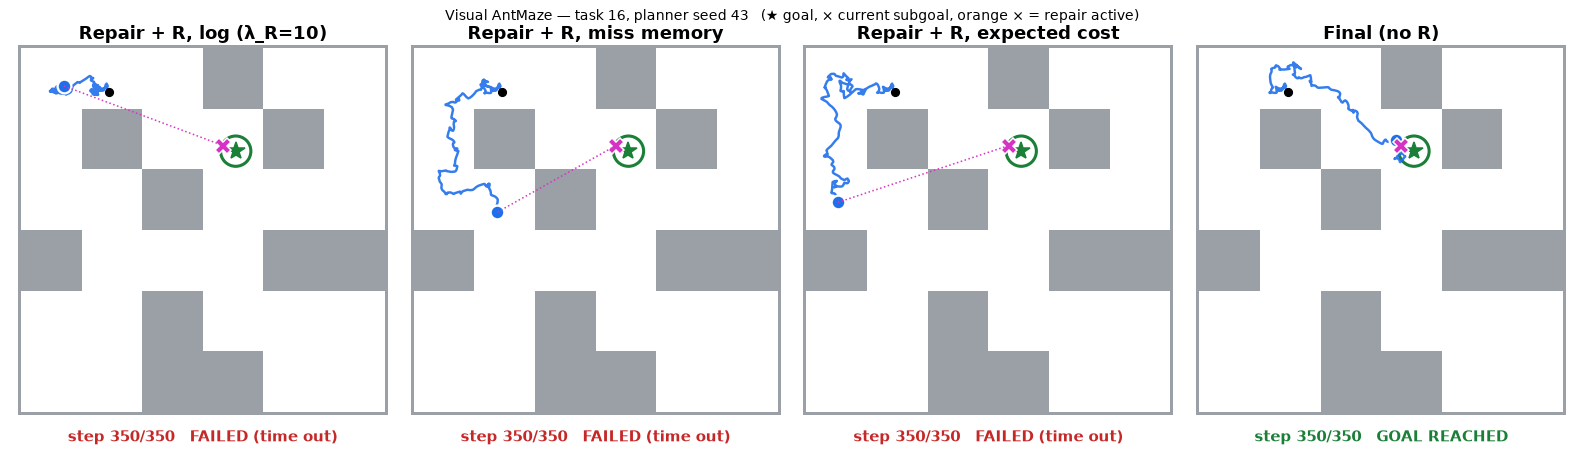 Visual AntMaze — task 16, planner seed 43 (★ goal, × current subgoal, orange × = repair active)
Repair + R, log (λ_R=10)
Repair + R, miss memory
Repair + R, expected cost
Final (no R)
step 350/350 FAILED (time out)
step 350/350 FAILED (time out)
step 350/350 FAILED (time out)
step 350/350 GOAL REACHED